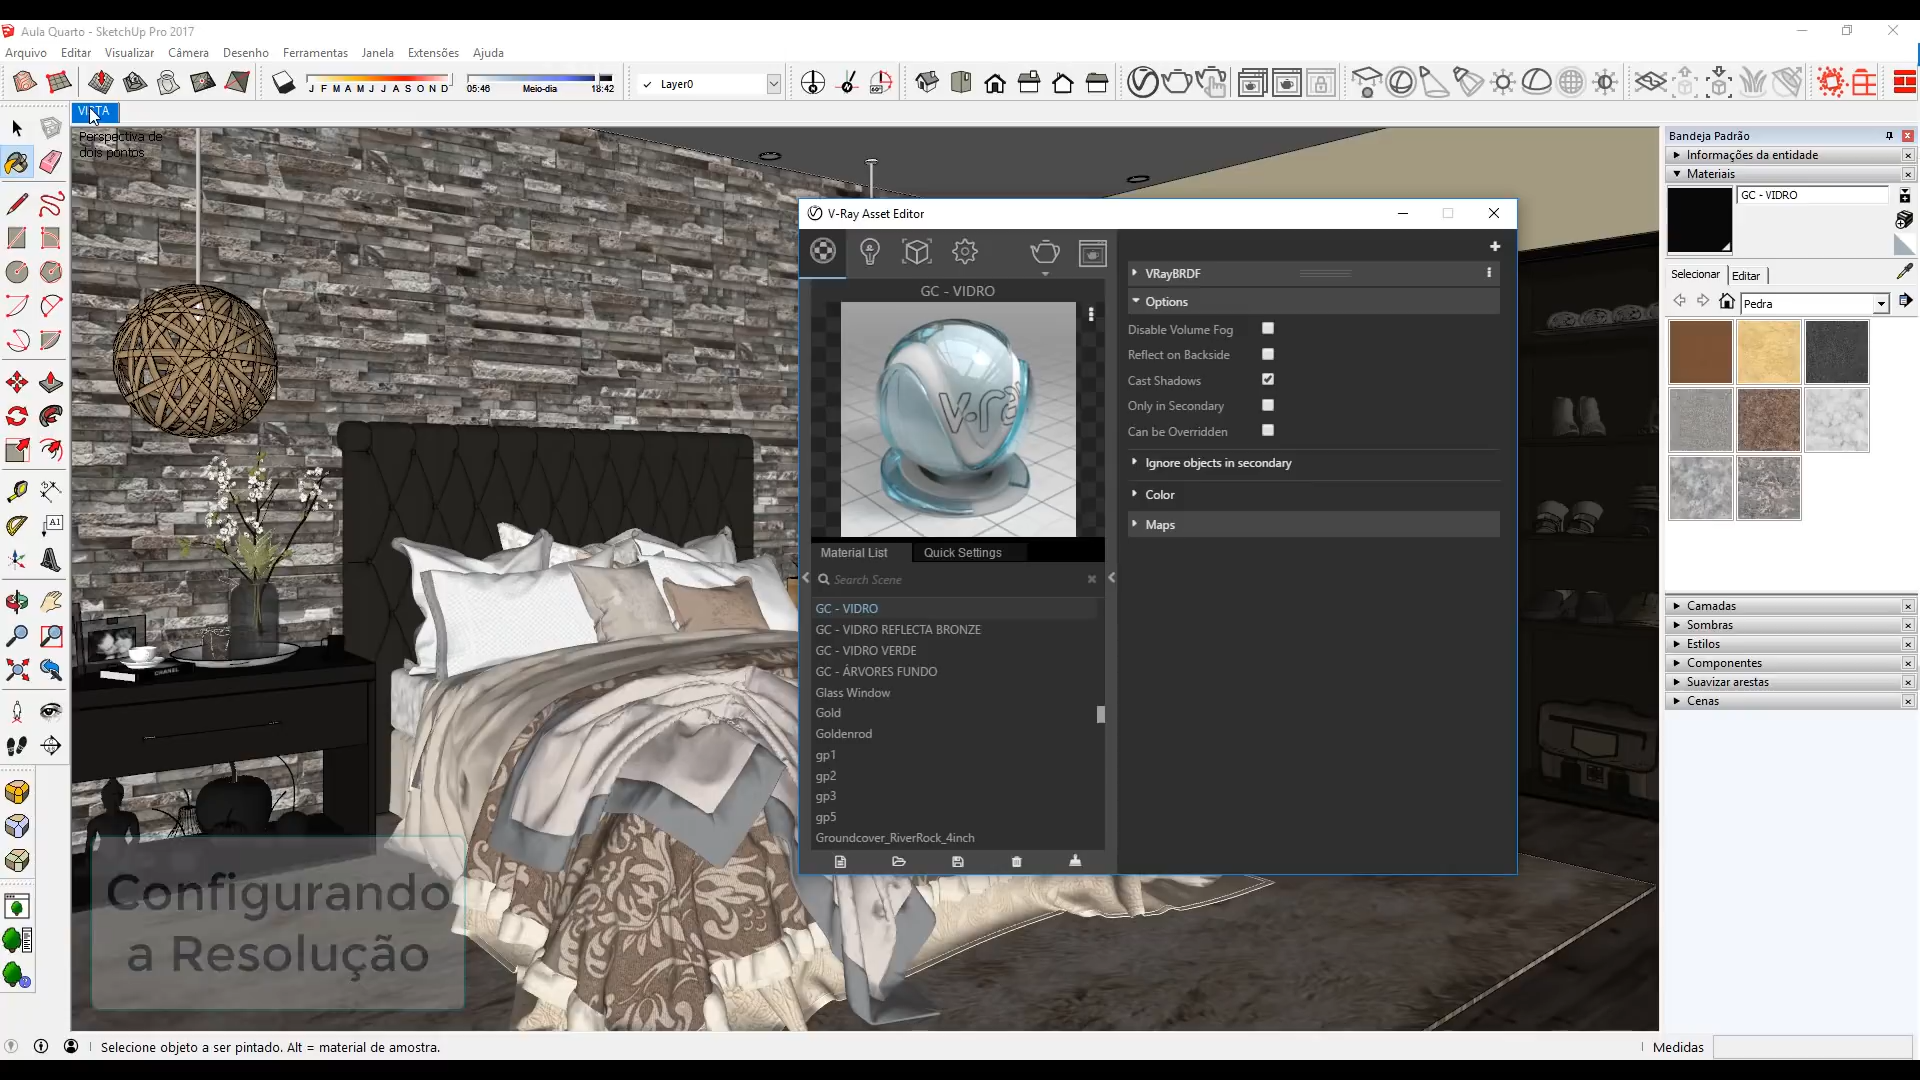 Aula Quarto - SketchUp Pro 2017
Arquivo Editar Visualizar Câmera Desenho Ferramentas Janela Extensões Ajuda
J F M A M J J A S O N D 05:46 Meio-dia 18:42 Layer0
Perspectiva de
dois pontos
Bandeja Padrão
Informações da entidade
Materiais
GC - VIDRO
Selecionar Editar
Pedra
Camadas
Sombras
Estilos
Componentes
Suavizar arestas
Cenas
V-Ray Asset Editor
GC - VIDRO
v-ra
Material List Quick Settings
Search Scene
GC - VIDRO
GC - VIDRO REFLECTA BRONZE
GC - VIDRO VERDE
GC - ÁRVORES FUNDO
Glass Window
Gold
Goldenrod
gp1
gp2
gp3
gp5
Groundcover_RiverRock_4inch
VRayBRDF
Options
Disable Volume Fog
Reflect on Backside
Cast Shadows
Only in Secondary
Can be Overridden
Ignore objects in secondary
Color
Maps
CHANEL
Configurando
a Resolução
Selecione objeto a ser pintado. Alt = material de amostra.
Medidas